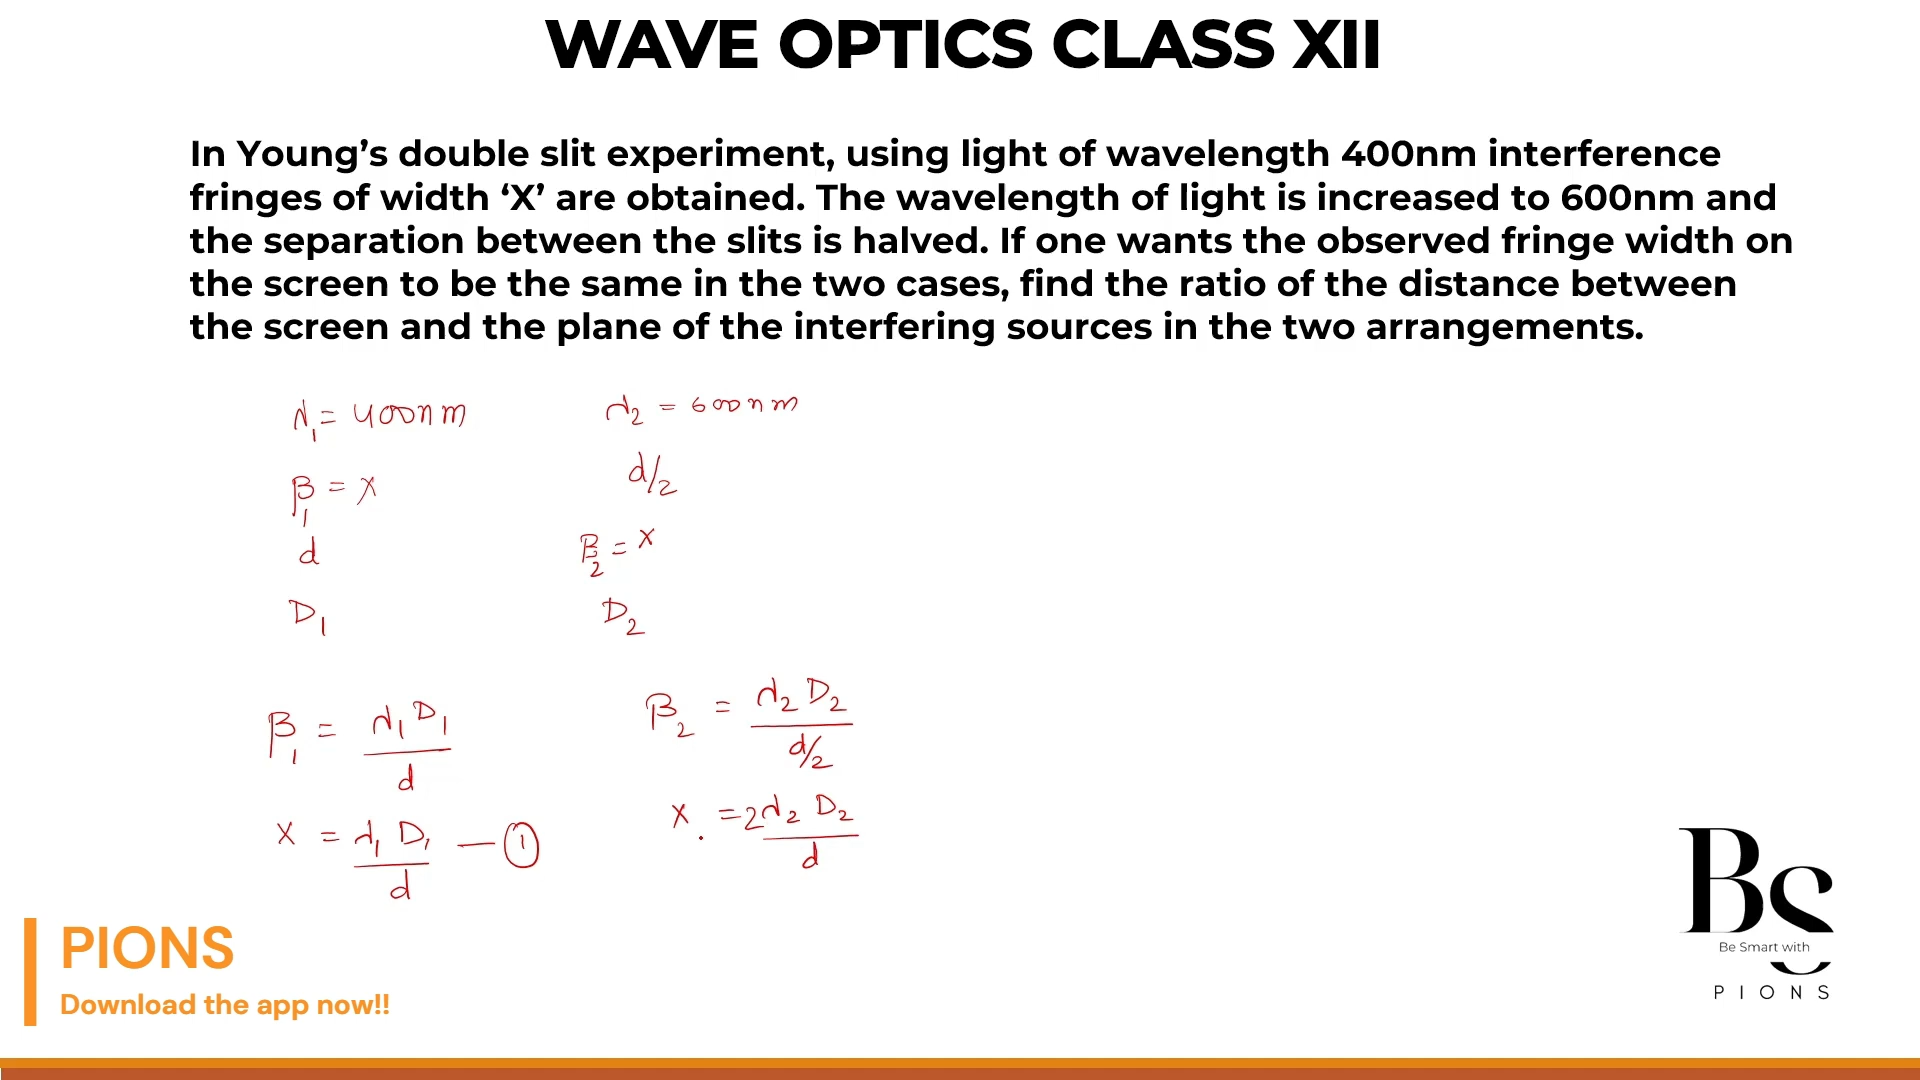 WAVE OPTICS CLASS XII
In Young’s double slit experiment, using light of wavelength 400nm interference
fringes of width ‘X’ are obtained. The wavelength of light is increased to 600nm and
the separation between the slits is halved. If one wants the observed fringe width on
the screen to be the same in the two cases, find the ratio of the distance between
the screen and the plane of the interfering sources in the two arrangements.
λ₁ = 400nm
λ₂ = 600nm
β₁ = X
d/2
d
β₂ = X
D₁
D₂
β₁ = λ₁D₁/d
β₂ = λ₂D₂/(d/2)
X = λ₁D₁/d — ①
X = 2λ₂D₂/d
PIONS
Download the app now!!
Bs
Be Smart with
PIONS